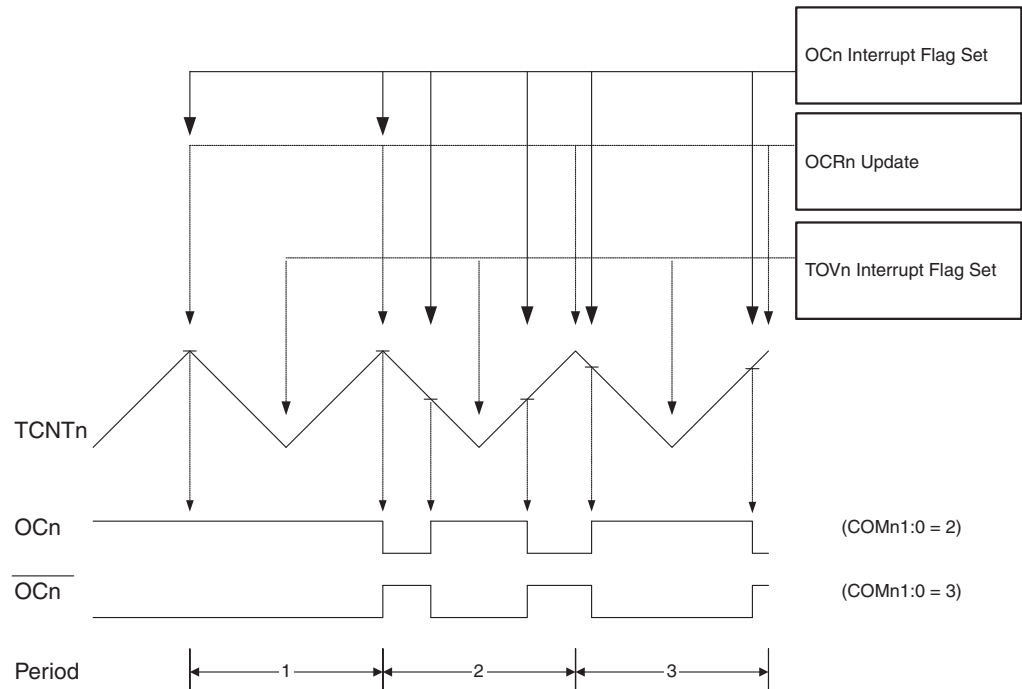 OCn Interrupt Flag Set
OCRn Update
TOVn Interrupt Flag Set
TCNTn
OCn
(COMn1:0 = 2)
OCn
(COMn1:0 = 3)
Period
1
2
3